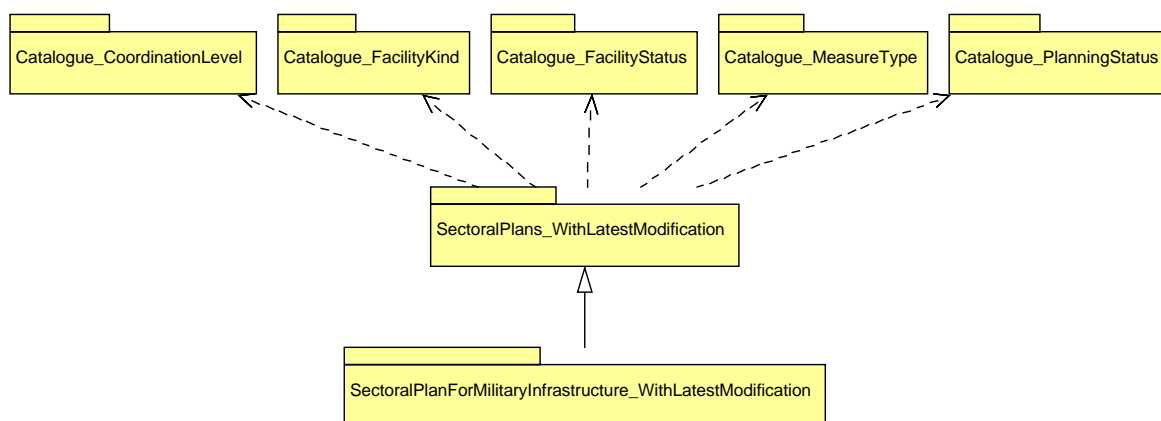 Catalogue_CoordinationLevel
Catalogue_FacilityKind
Catalogue_FacilityStatus
Catalogue_MeasureType
Catalogue_PlanningStatus
SectoralPlans_WithLatestModification
SectoralPlanForMilitaryInfrastructure_WithLatestModification